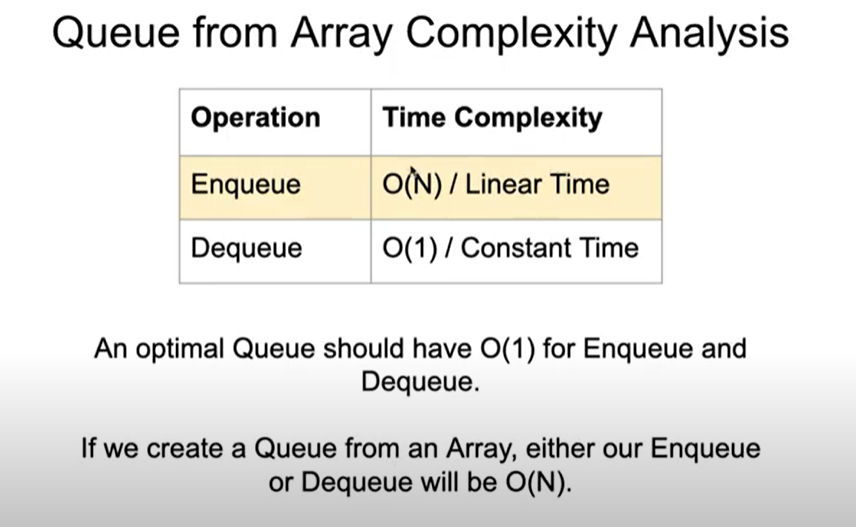 Queue from Array Complexity Analysis
Operation Time Complexity
Enqueue O(N) / Linear Time
Dequeue O(1) / Constant Time
An optimal Queue should have O(1) for Enqueue and
Dequeue.
If we create a Queue from an Array, either our Enqueue
or Dequeue will be O(N).